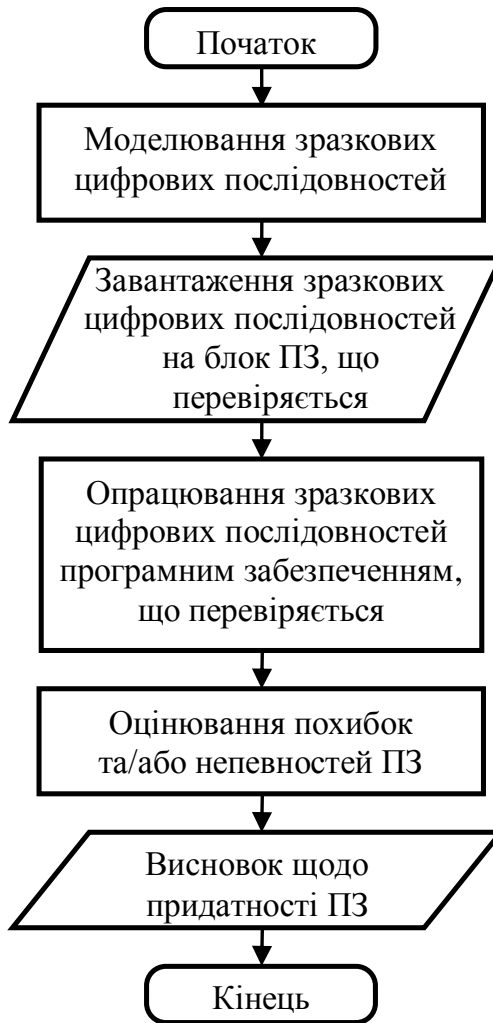 Початок
Моделювання зразкових
цифрових послідовностей
Завантаження зразкових
цифрових послідовностей
на блок ПЗ, що
перевіряється
Опрацювання зразкових
цифрових послідовностей
програмним забезпеченням,
що перевіряється
Оцінювання похибок
та/або непевностей ПЗ
Висновок щодо
придатності ПЗ
Кінець